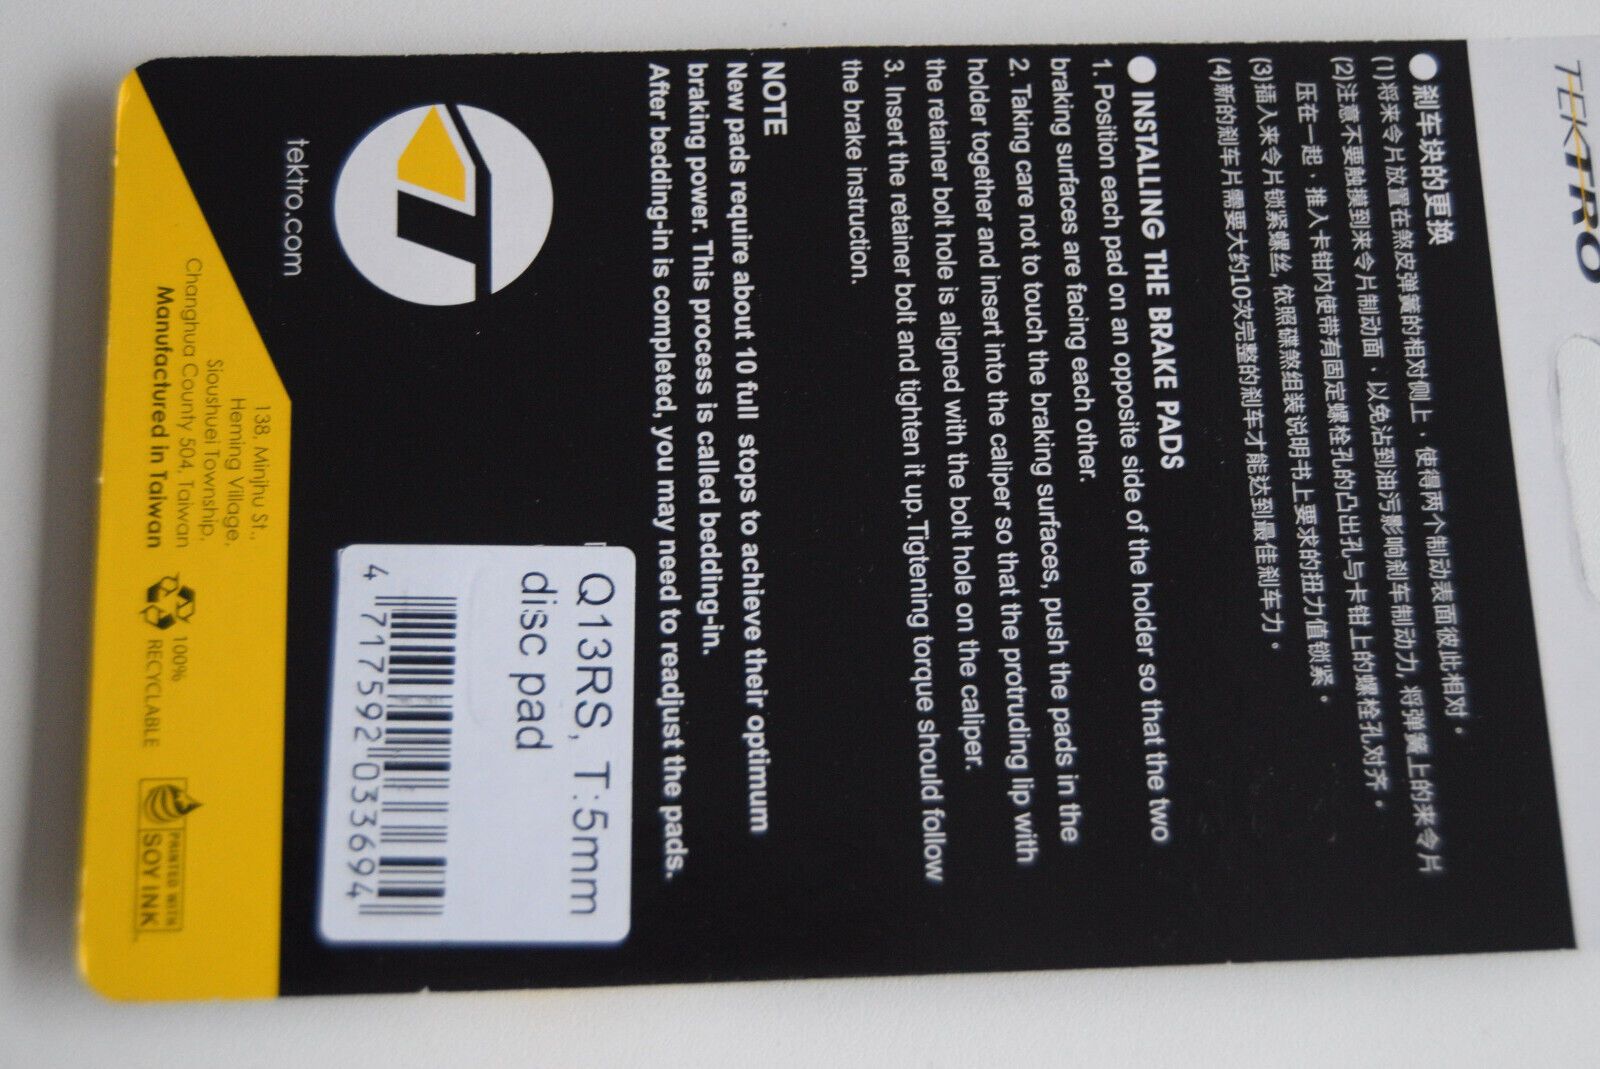 TEKTRO
●刹车块的更换
(1)将来令片放置在煞皮弹簧的相对侧上，使得两个制动表面彼此相对。
(2)注意不要触摸到来令片制动面，以免沾到油污影响刹车制动力, 将弹簧上的来令片
压在一起，推入卡钳内使带有固定螺栓孔的凸出孔与卡钳上的螺栓孔对齐。
(3)插入来令片锁紧螺丝, 依照碟煞组装说明书上要求的扭力值锁紧。
(4)新的刹车片需要大约10次完整的刹车才能达到最佳刹车力。
● INSTALLING THE BRAKE PADS
1. Position each pad on an opposite side of the holder so that the two
braking surfaces are facing each other.
2. Taking care not to touch the braking surfaces, push the pads in the
holder together and insert into the caliper so that the protruding lip with
the retainer bolt hole is aligned with the bolt hole on the caliper.
3. Insert the retainer bolt and tighten it up.Tigtening torque should follow
the brake instruction.
NOTE
New pads require about 10 full stops to achieve their optimum
braking power. This process is called bedding-in.
After bedding-in is completed, you may need to readjust the pads.
Q13RS, T:5mm
disc pad
4 717592 033694
tektro.com
138, Minjhu St.,
Heming Village,
Sioushuei Township,
Changhua County 504, Taiwan
Manufactured in Taiwan
100%
RECYCLABLE
PRINTED WITH
SOY INK